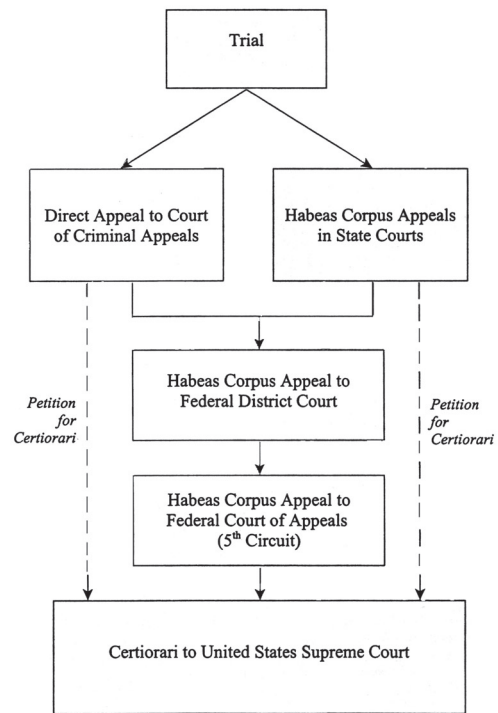 Trial
Direct Appeal to Court
of Criminal Appeals
Habeas Corpus Appeals
in State Courts
Petition
for
Certiorari
Habeas Corpus Appeal to
Federal District Court
Petition
for
Certiorari
Habeas Corpus Appeal to
Federal Court of Appeals
(5th Circuit)
Certiorari to United States Supreme Court